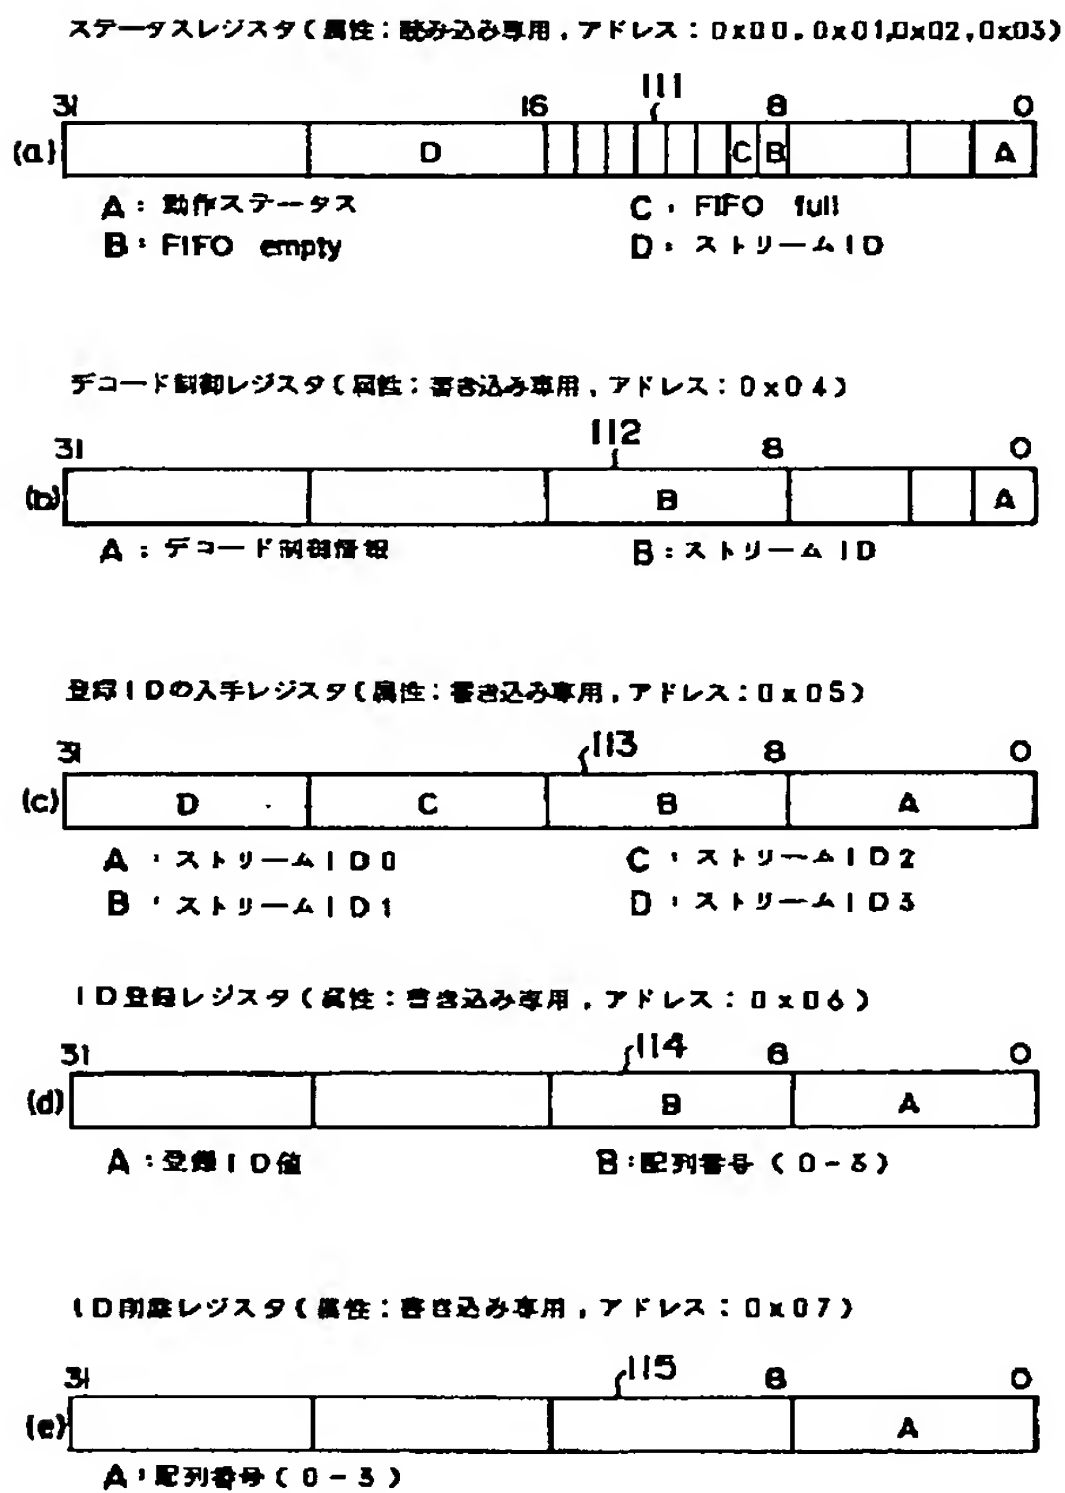 ステータスレジスタ(属性:読み込み専用,アドレス:0x00,0x01,0x02,0x03)
111
31 16 8 0
(a) D C B A
A:動作ステータス C:FIFO full
B:FIFO empty D:ストリームID
デコード制御レジスタ(属性:書き込み専用,アドレス:0x04)
112
31 8 0
(b) B A
A:デコード制御情報 B:ストリームID
登録IDの入手レジスタ(属性:書き込み専用,アドレス:0x05)
113
31 8 0
(c) D C B A
A:ストリームID0 C:ストリームID2
B:ストリームID1 D:ストリームID3
ID登録レジスタ(属性:書き込み専用,アドレス:0x06)
114
31 8 0
(d) B A
A:登録ID値 B:配列番号(0-3)
ID削除レジスタ(属性:書き込み専用,アドレス:0x07)
115
31 8 0
(e) A
A:配列番号(0-3)